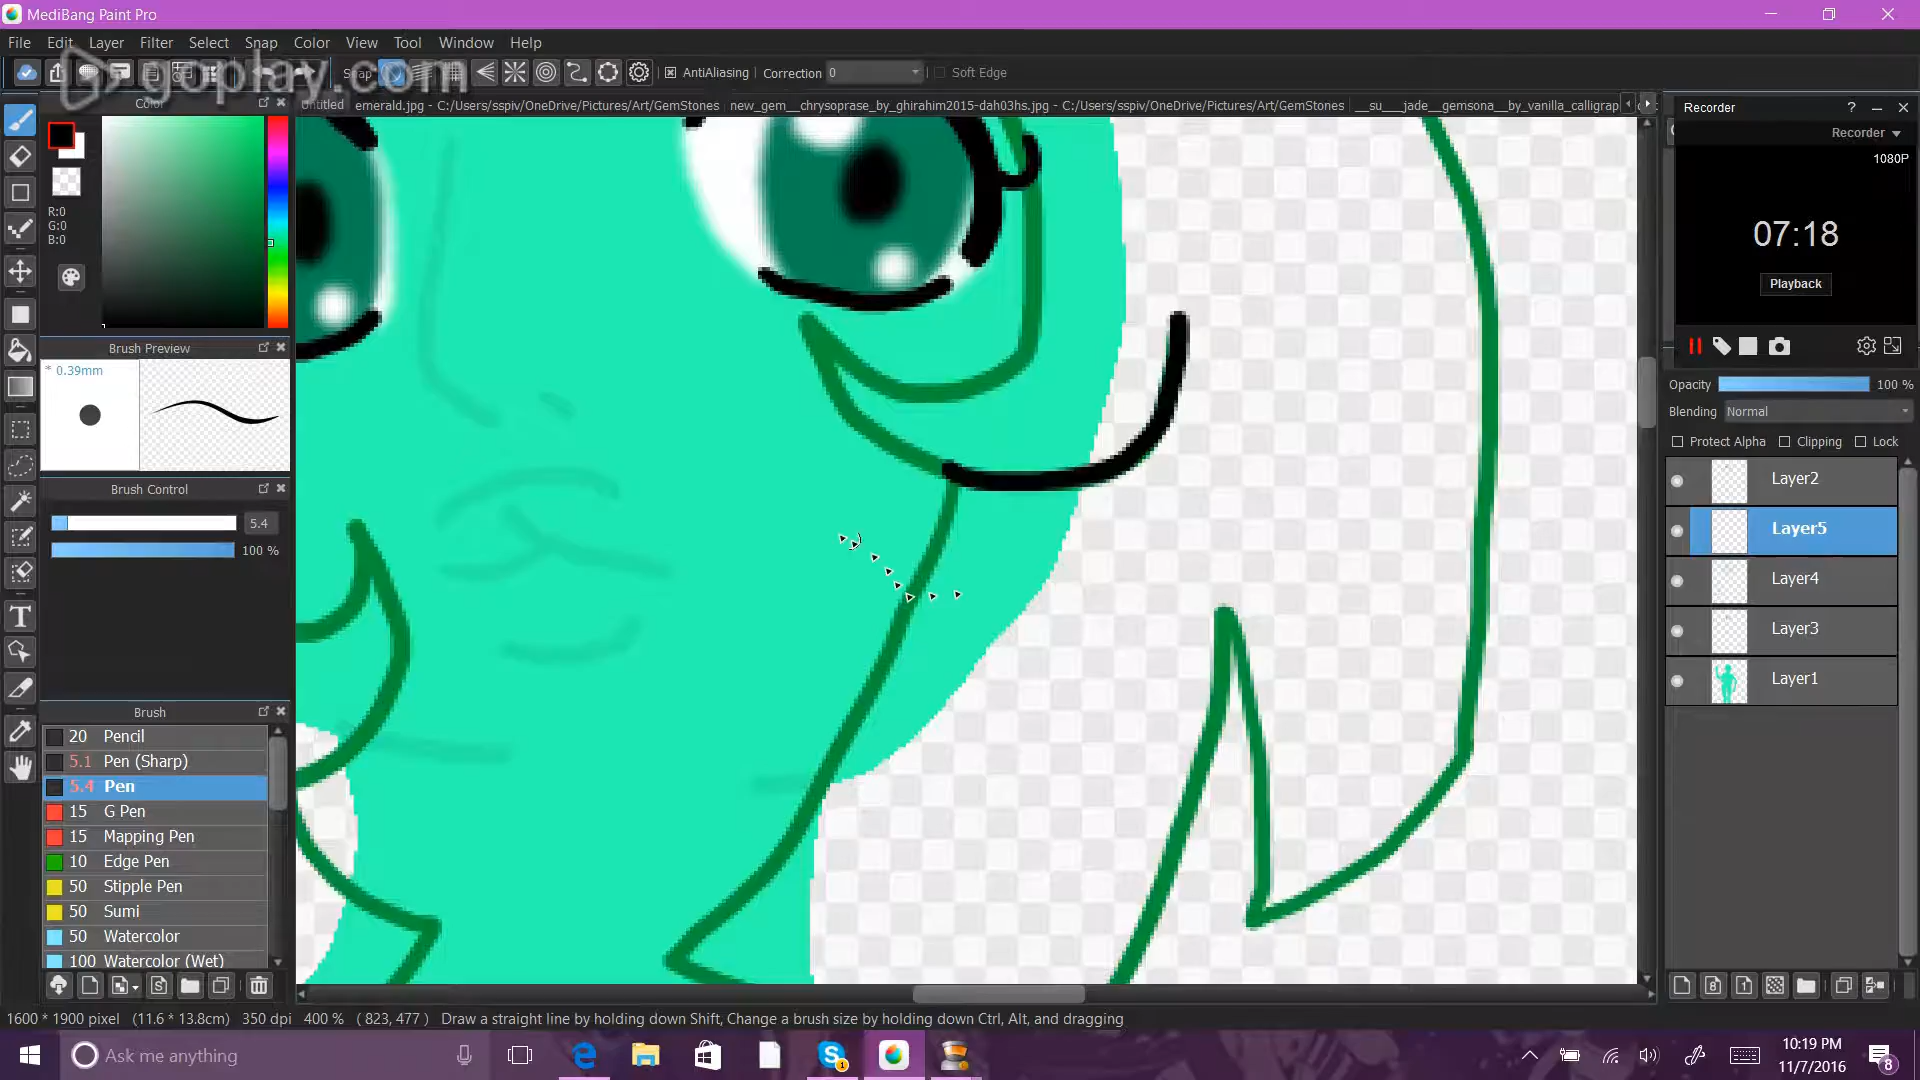 MediBang Paint Pro
File Edit Layer Filter Select Snap Color View Tool Window Help
goplay.com
Snap AntiAliasing Correction 0 Soft Edge
Color
Untitled emerald.jpg - C:/Users/sspiv/OneDrive/Pictures/Art/GemStones new_gem__chrysoprase_by_ghirahim2015-dah03hs.jpg - C:/Users/sspiv/OneDrive/Pictures/Art/GemStones __su___jade__gemsona__by_vanilla_calligrap
Recorder
Recorder
1080P
R:0
G:0
B:0
07:18
Playback
Brush Preview
* 0.39mm
Opacity 100 %
Blending Normal
Protect Alpha Clipping Lock
Brush Control
5.4
100 %
Layer2
Layer5
Layer4
Layer3
Layer1
Brush
20 Pencil
5.1 Pen (Sharp)
5.4 Pen
15 G Pen
15 Mapping Pen
10 Edge Pen
50 Stipple Pen
50 Sumi
50 Watercolor
100 Watercolor (Wet)
1600 * 1900 pixel (11.6 * 13.8cm) 350 dpi 400 % ( 823, 477 ) Draw a straight line by holding down Shift, Change a brush size by holding down Ctrl, Alt, and dragging
Ask me anything
1
10:19 PM
11/7/2016
8